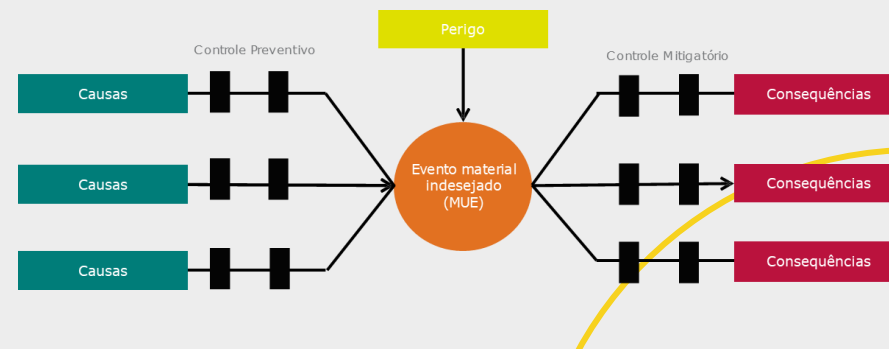 Perigo
Controle Preventivo
Controle Mitigatório
Causas
Consequências
Evento material
indesejado
(MUE)
Causas
Consequências
Causas
Consequências